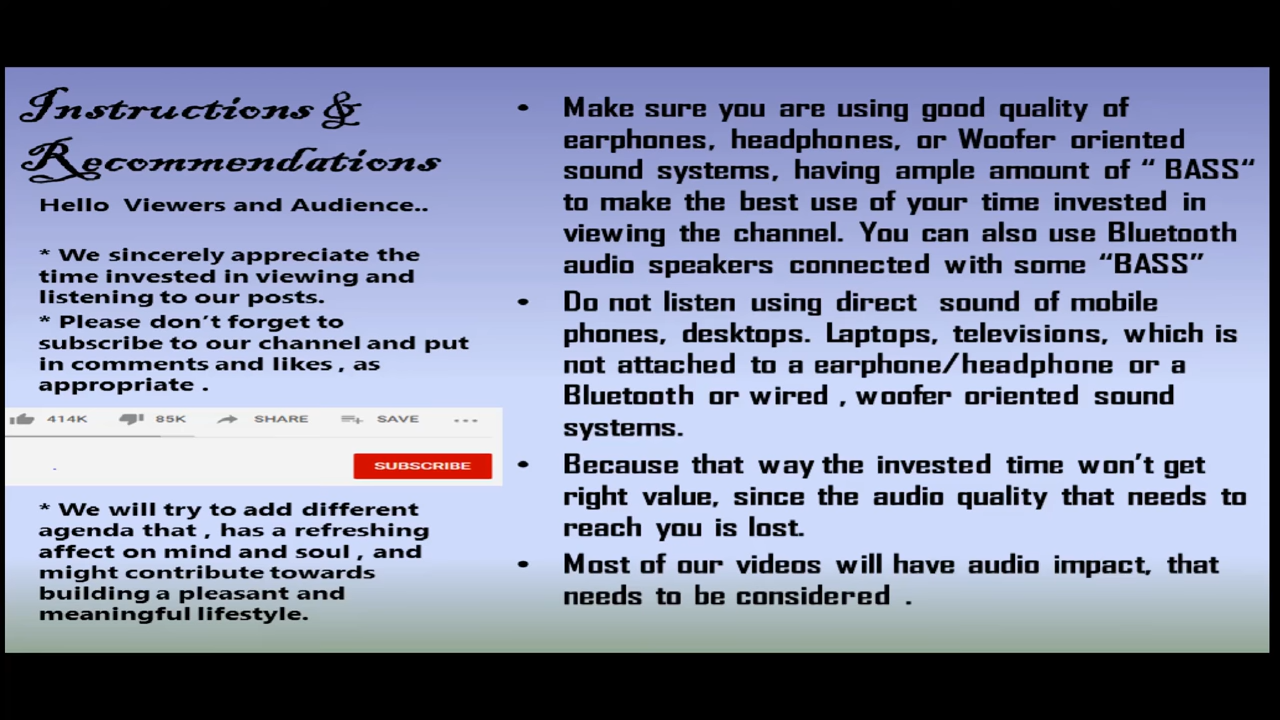 Instructions &
Recommendations
Hello Viewers and Audience..
* We sincerely appreciate the
time invested in viewing and
listening to our posts.
* Please don't forget to
subscribe to our channel and put
in comments and likes , as
appropriate .
414K 85K SHARE SAVE ...
SUBSCRIBE
* We will try to add different
agenda that , has a refreshing
affect on mind and soul , and
might contribute towards
building a pleasant and
meaningful lifestyle.
• Make sure you are using good quality of
earphones, headphones, or Woofer oriented
sound systems, having ample amount of “ BASS“
to make the best use of your time invested in
viewing the channel. You can also use Bluetooth
audio speakers connected with some “BASS”
• Do not listen using direct sound of mobile
phones, desktops. Laptops, televisions, which is
not attached to a earphone/headphone or a
Bluetooth or wired , woofer oriented sound
systems.
• Because that way the invested time won't get
right value, since the audio quality that needs to
reach you is lost.
• Most of our videos will have audio impact, that
needs to be considered .